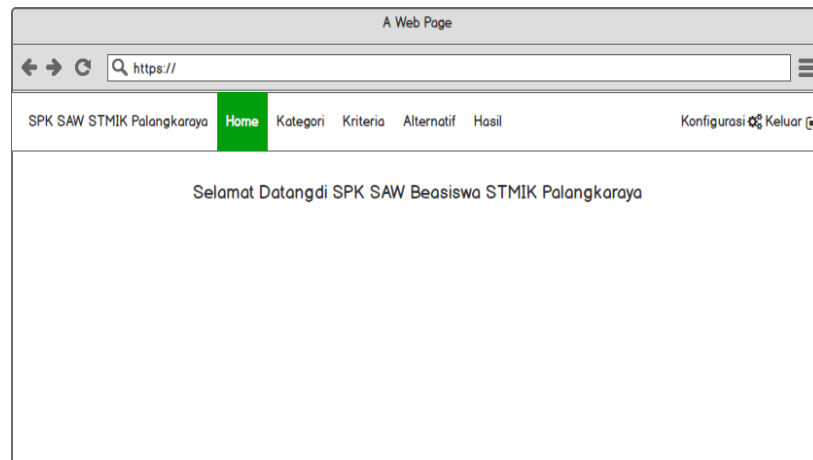 A Web Page
https://
SPK SAW STMIK Palangkaraya Home Kategori Kriteria Alternatif Hasil Konfigurasi Keluar
Selamat Datangdi SPK SAW Beasiswa STMIK Palangkaraya